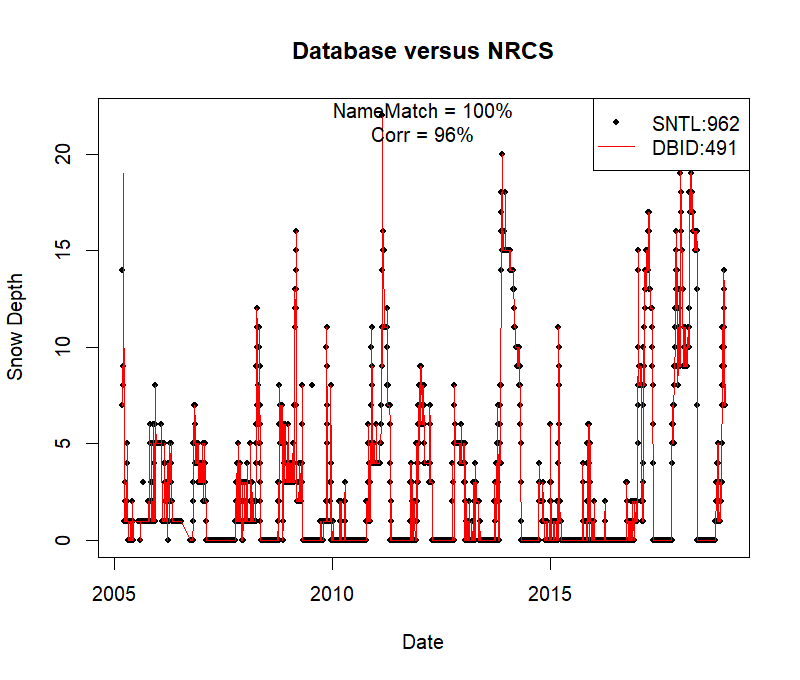 Database versus NRCS
NameMatch = 100%
Corr = 96%
SNTL:962
DBID:491
20
15
10
5
0
Snow Depth
2005
2010
2015
Date